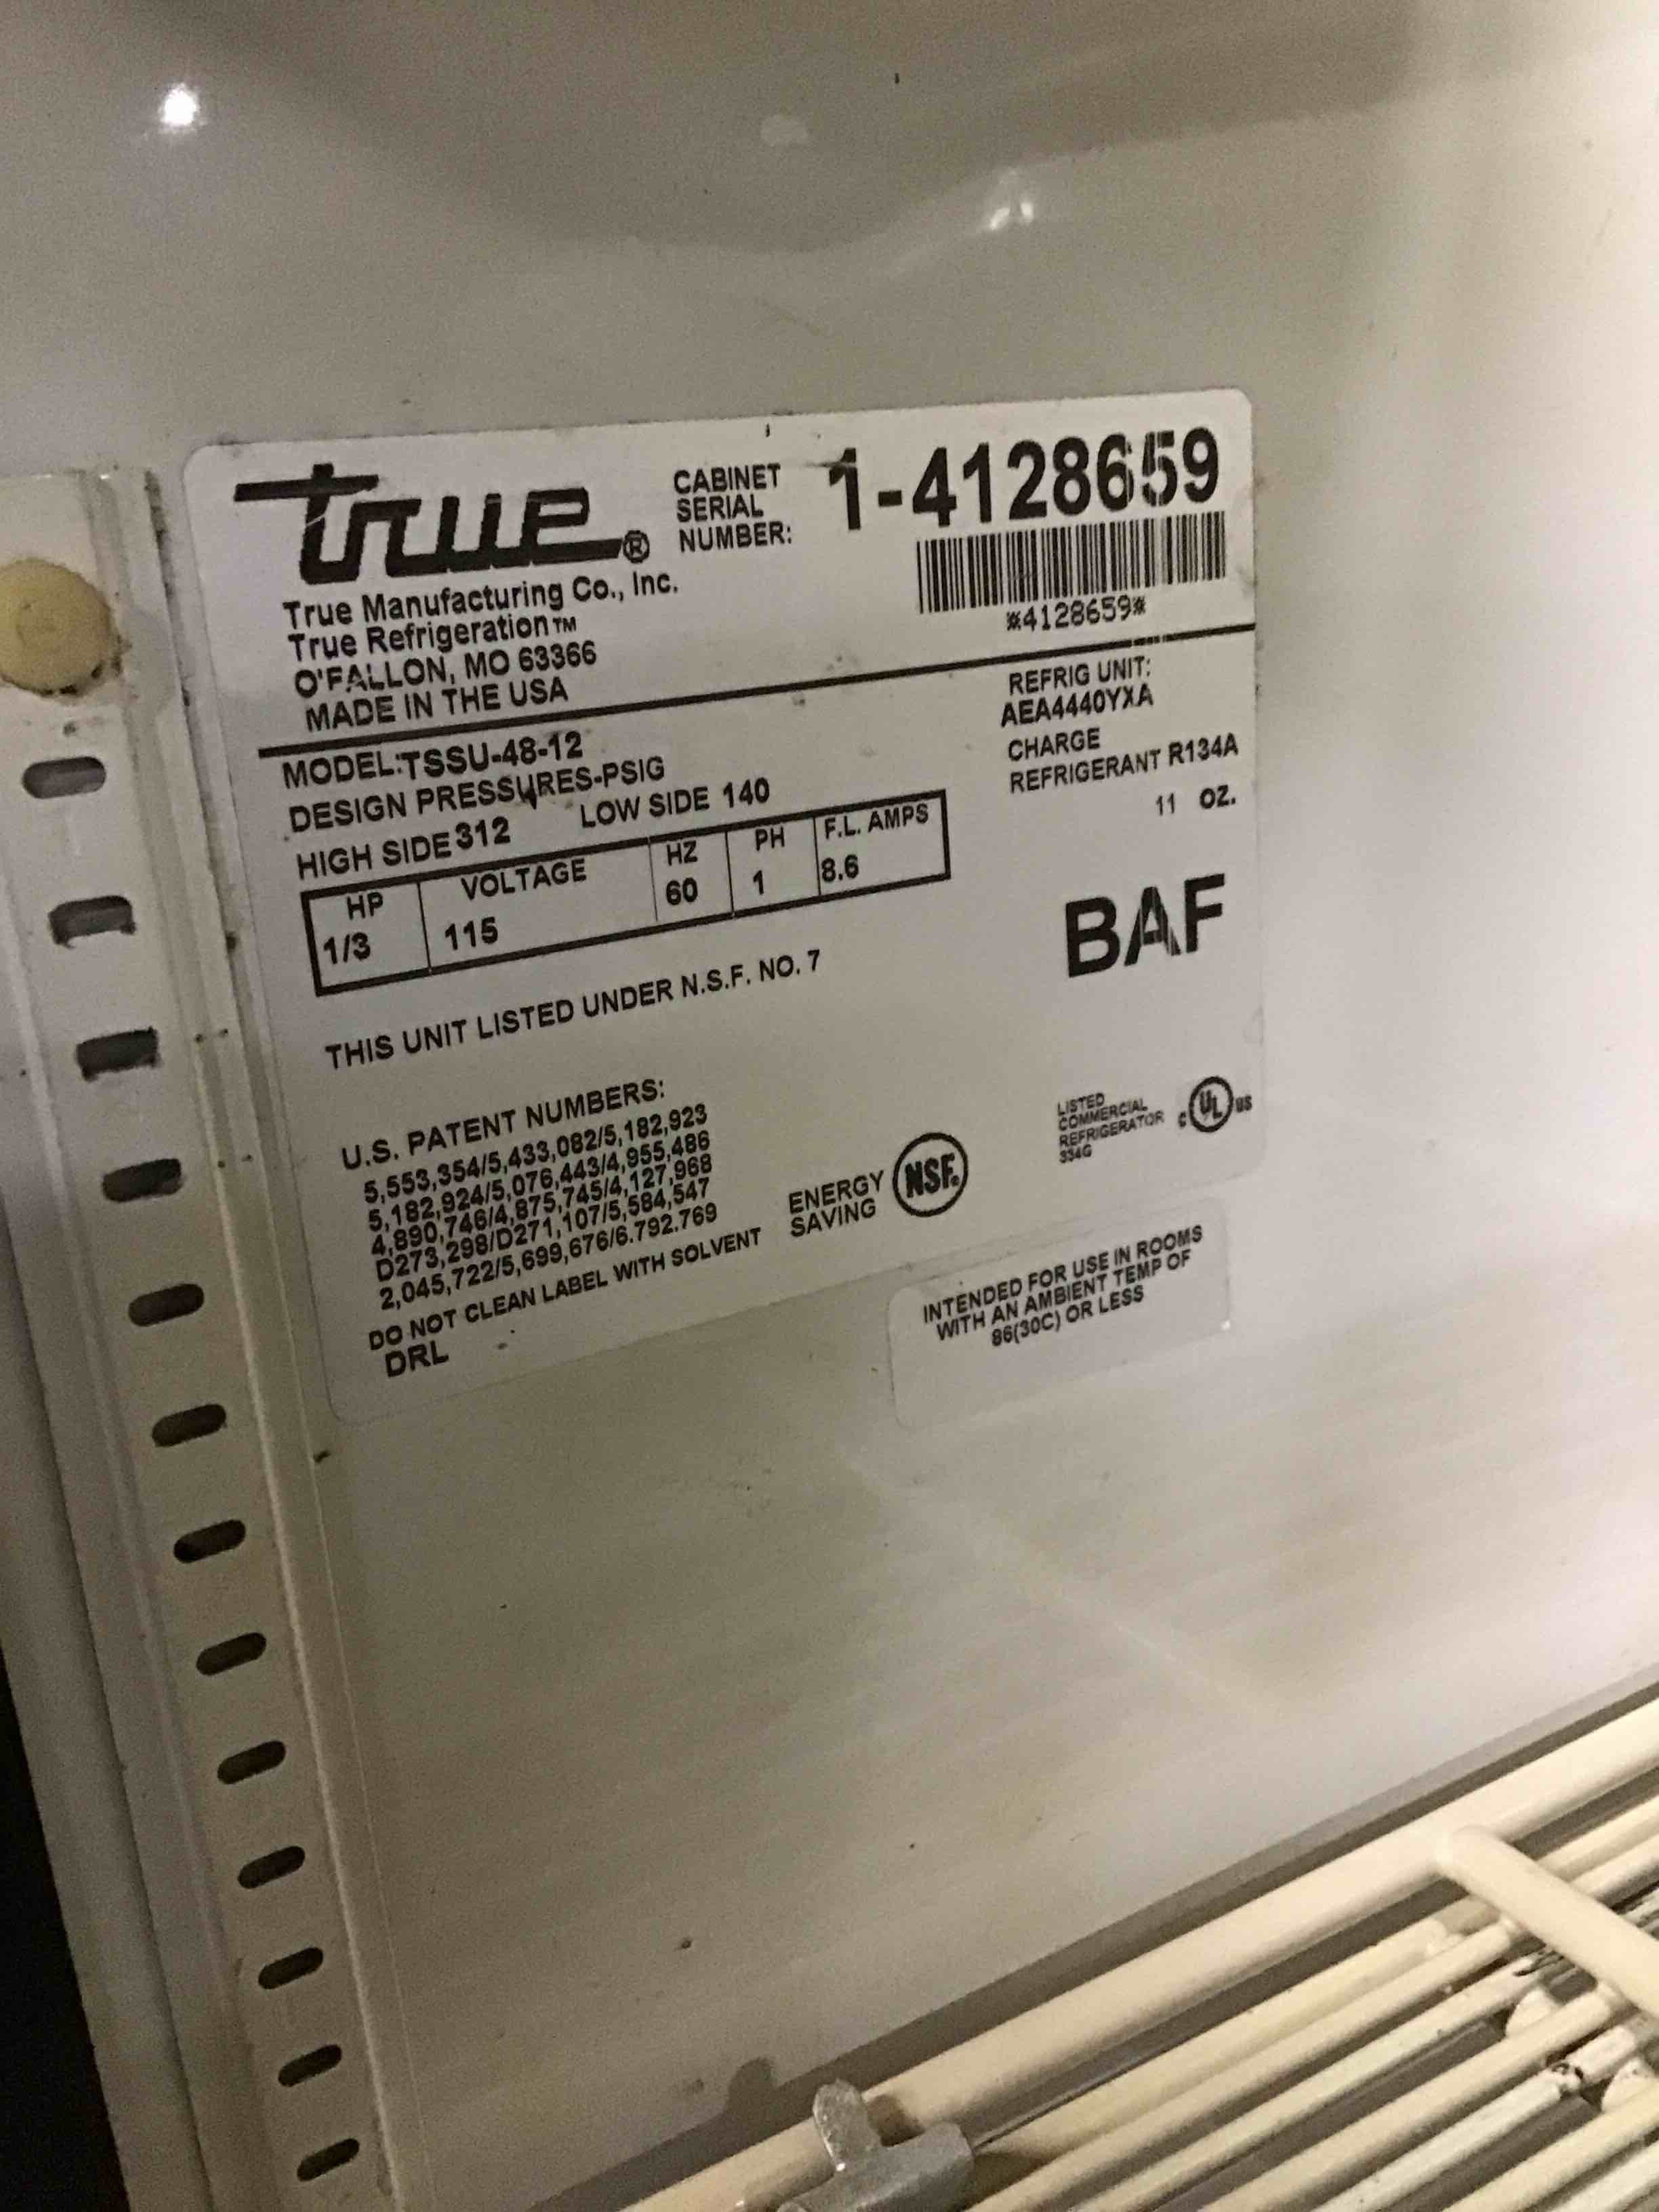 true®
CABINET
SERIAL
NUMBER:
1-4128659
*4128659*
True Manufacturing Co., Inc.
True Refrigeration™
O'FALLON, MO 63366
MADE IN THE USA
MODEL:TSSU-48-12
DESIGN PRESSURES-PSIG
HIGH SIDE 312 LOW SIDE 140
REFRIG UNIT:
AEA4440YXA
CHARGE
REFRIGERANT R134A
11 OZ.
HP VOLTAGE HZ PH F.L. AMPS
1/3 115 60 1 8.6
BAF
THIS UNIT LISTED UNDER N.S.F. NO. 7
U.S. PATENT NUMBERS:
5,553,354/5,433,082/5,182,923
5,182,924/5,076,443/4,955,486
4,890,746/4,875,745/4,127,968
D273,298/D271,107/5,584,547
2,045,722/5,699,676/6.792.769
DO NOT CLEAN LABEL WITH SOLVENT
DRL
ENERGY
SAVING
NSF.
LISTED
COMMERCIAL
REFRIGERATOR
334G
C UL US
INTENDED FOR USE IN ROOMS
WITH AN AMBIENT TEMP OF
86(30C) OR LESS